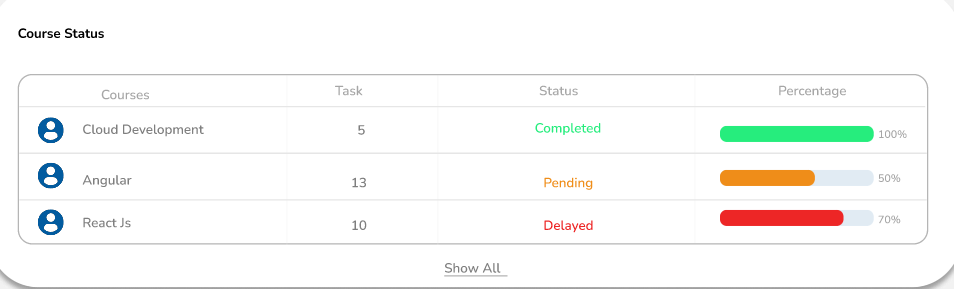 Course Status
Courses Task Status Percentage
Cloud Development 5 Completed 100%
Angular 13 Pending 50%
React Js 10 Delayed 70%
Show All